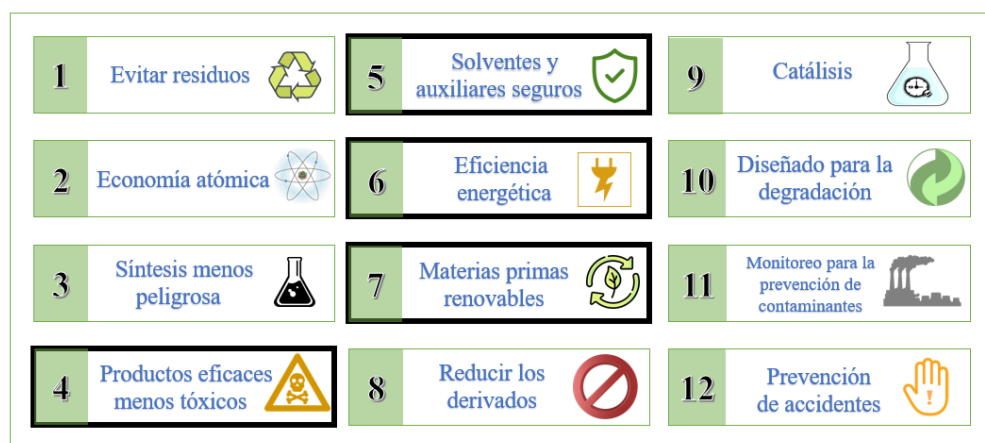 1
Evitar residuos
2
Economía atómica
3
Síntesis menos
peligrosa
4
Productos eficaces
menos tóxicos
5
Solventes y
auxiliares seguros
6
Eficiencia
energética
7
Materias primas
renovables
8
Reducir los
derivados
9
Catálisis
10
Diseñado para la
degradación
11
Monitoreo para la
prevención de
contaminantes
12
Prevención
de accidentes